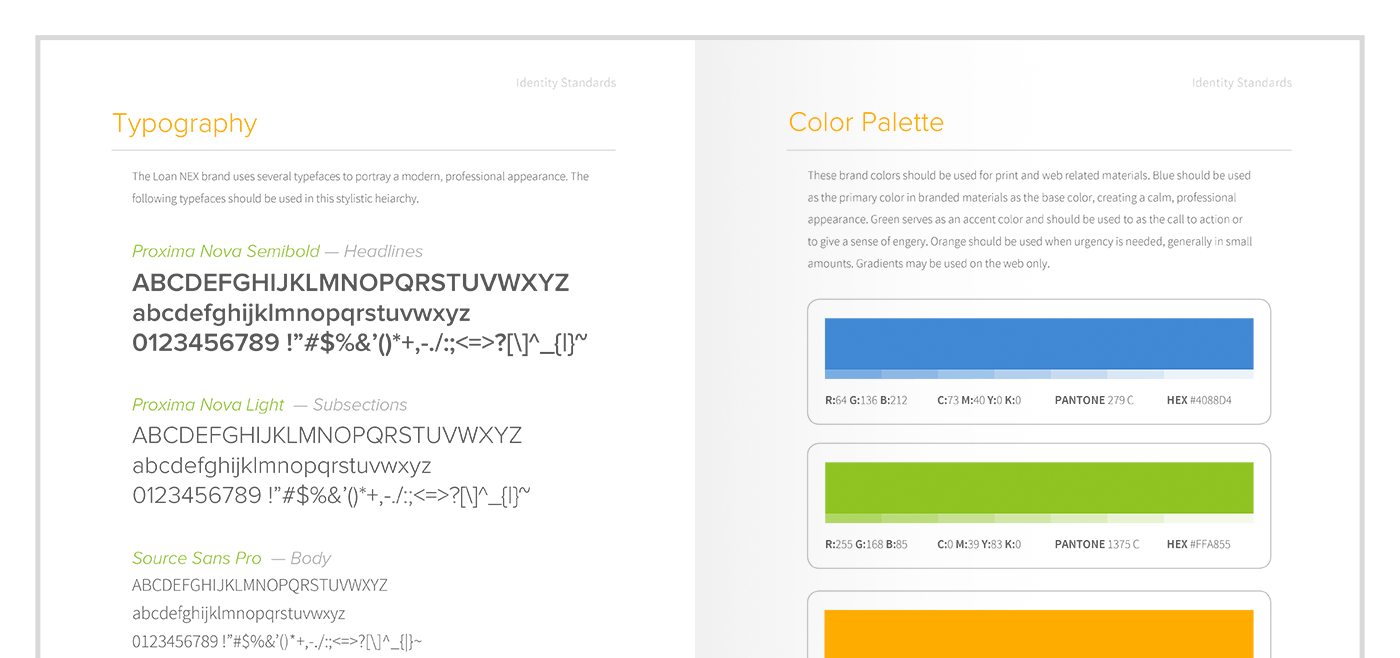 Identity Standards
Typography
The Loan NEX brand uses several typefaces to portray a modern, professional appearance. The
following typefaces should be used in this stylistic heiarchy.
Proxima Nova Semibold — Headlines
ABCDEFGHIJKLMNOPQRSTUVWXYZ
abcdefghijklmnopqrstuvwxyz
0123456789 !”#$%&’()*+,-./:;<=>?[\]^_{|}~
Proxima Nova Light — Subsections
ABCDEFGHIJKLMNOPQRSTUVWXYZ
abcdefghijklmnopqrstuvwxyz
0123456789 !”#$%&’()*+,-./:;<=>?[\]^_{|}~
Source Sans Pro — Body
ABCDEFGHIJKLMNOPQRSTUVWXYZ
abcdefghijklmnopqrstuvwxyz
0123456789 !”#$%&’()*+,-./:;<=>?[\]^_{|}~
Identity Standards
Color Palette
These brand colors should be used for print and web related materials. Blue should be used
as the primary color in branded materials as the base color, creating a calm, professional
appearance. Green serves as an accent color and should be used to as the call to action or
to give a sense of engery. Orange should be used when urgency is needed, generally in small
amounts. Gradients may be used on the web only.
R:64 G:136 B:212 C:73 M:40 Y:0 K:0 PANTONE 279 C HEX #4088D4
R:255 G:168 B:85 C:0 M:39 Y:83 K:0 PANTONE 1375 C HEX #FFA855